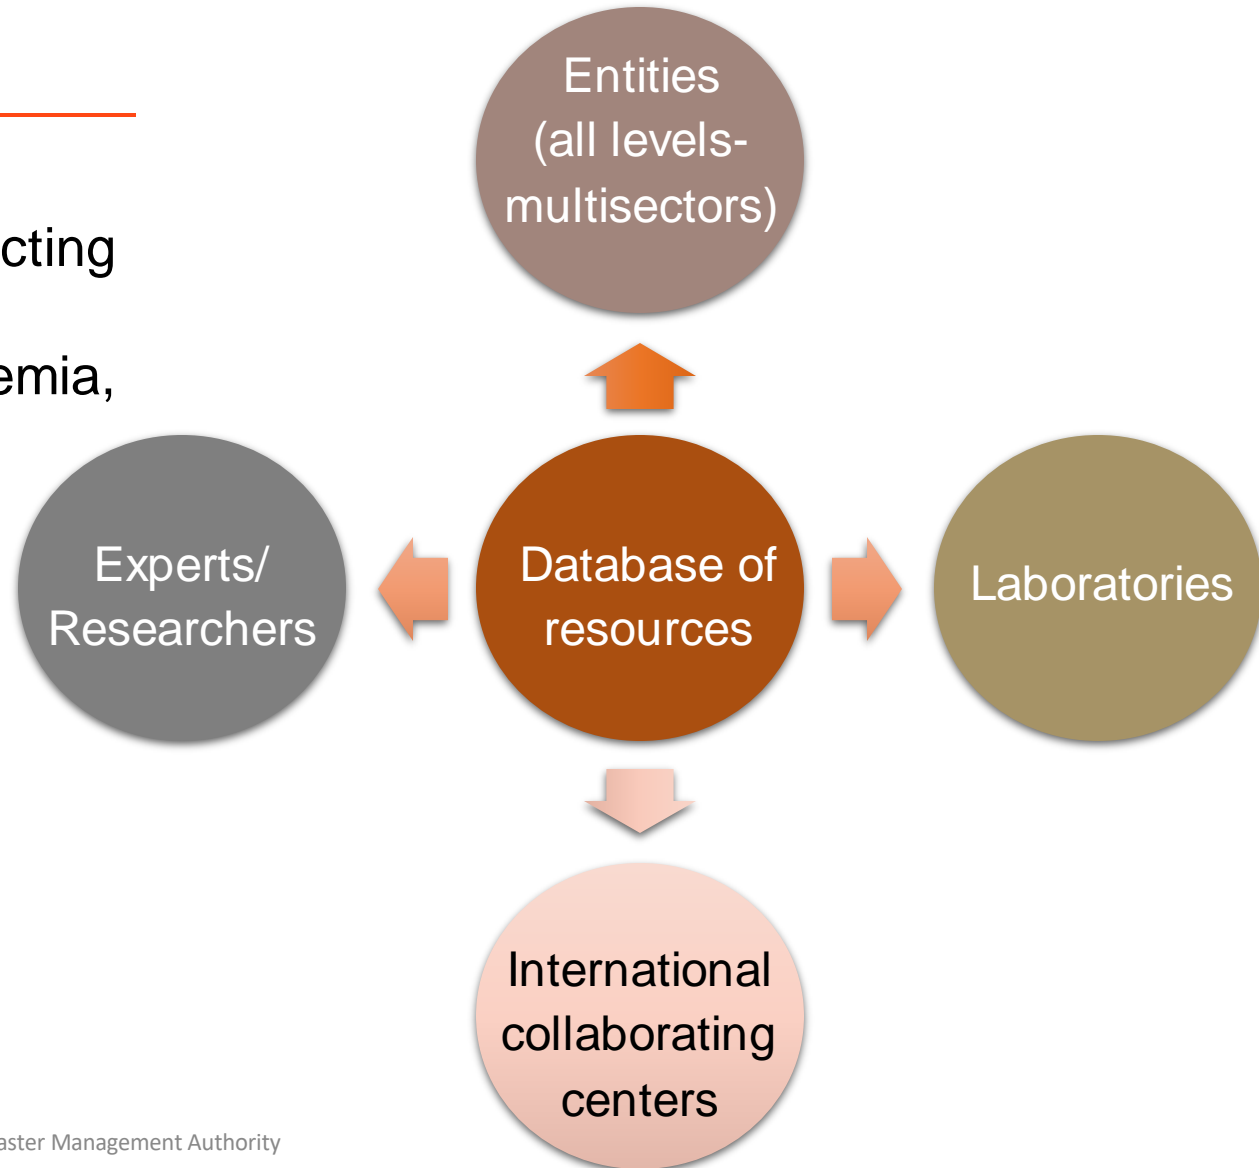 Entities
(all levels-
multisectors)
cting
emia,
Experts/
Researchers
Database of
resources
Laboratories
International
collaborating
centers
aster Management Authority